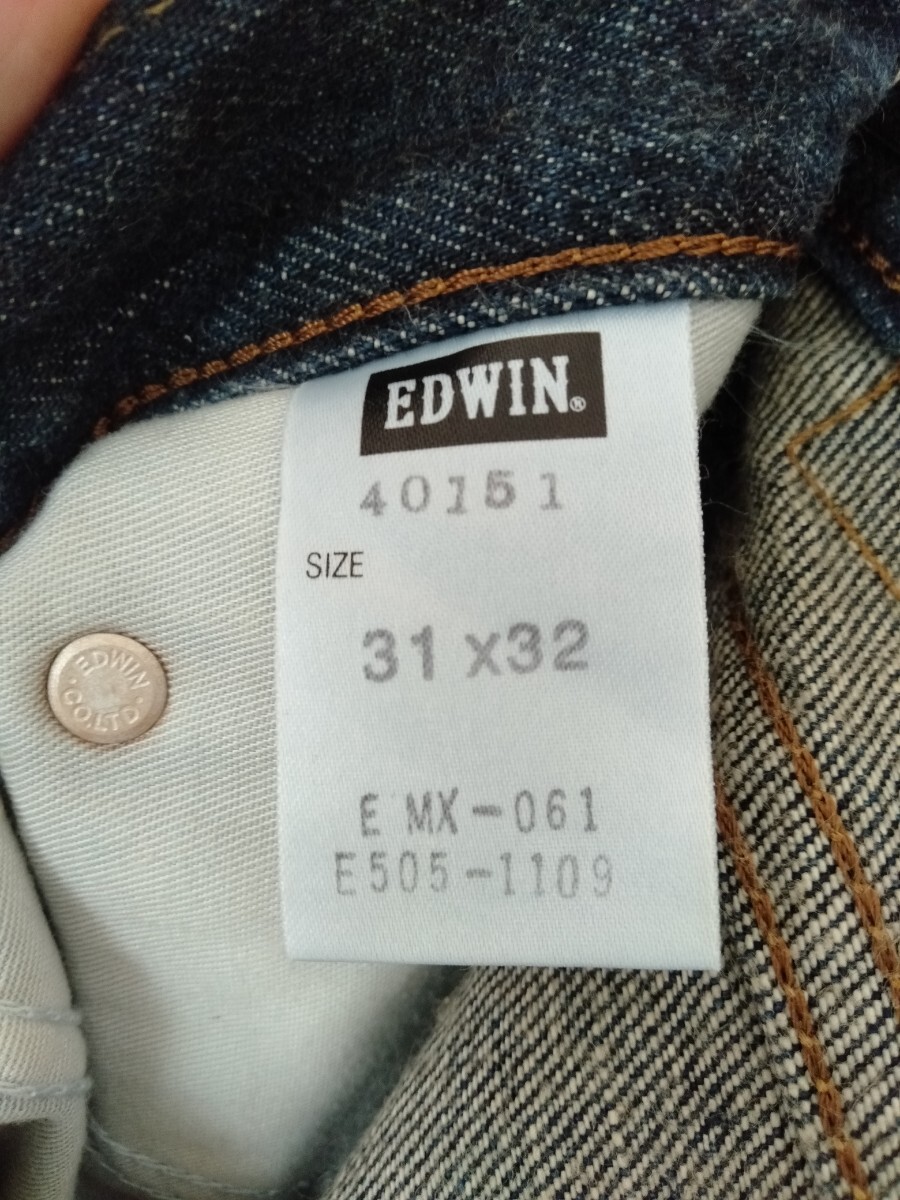 EDWIN®
40151
SIZE
31 x32
E MX-061
E505-1109
EDWIN
CO.LTD.